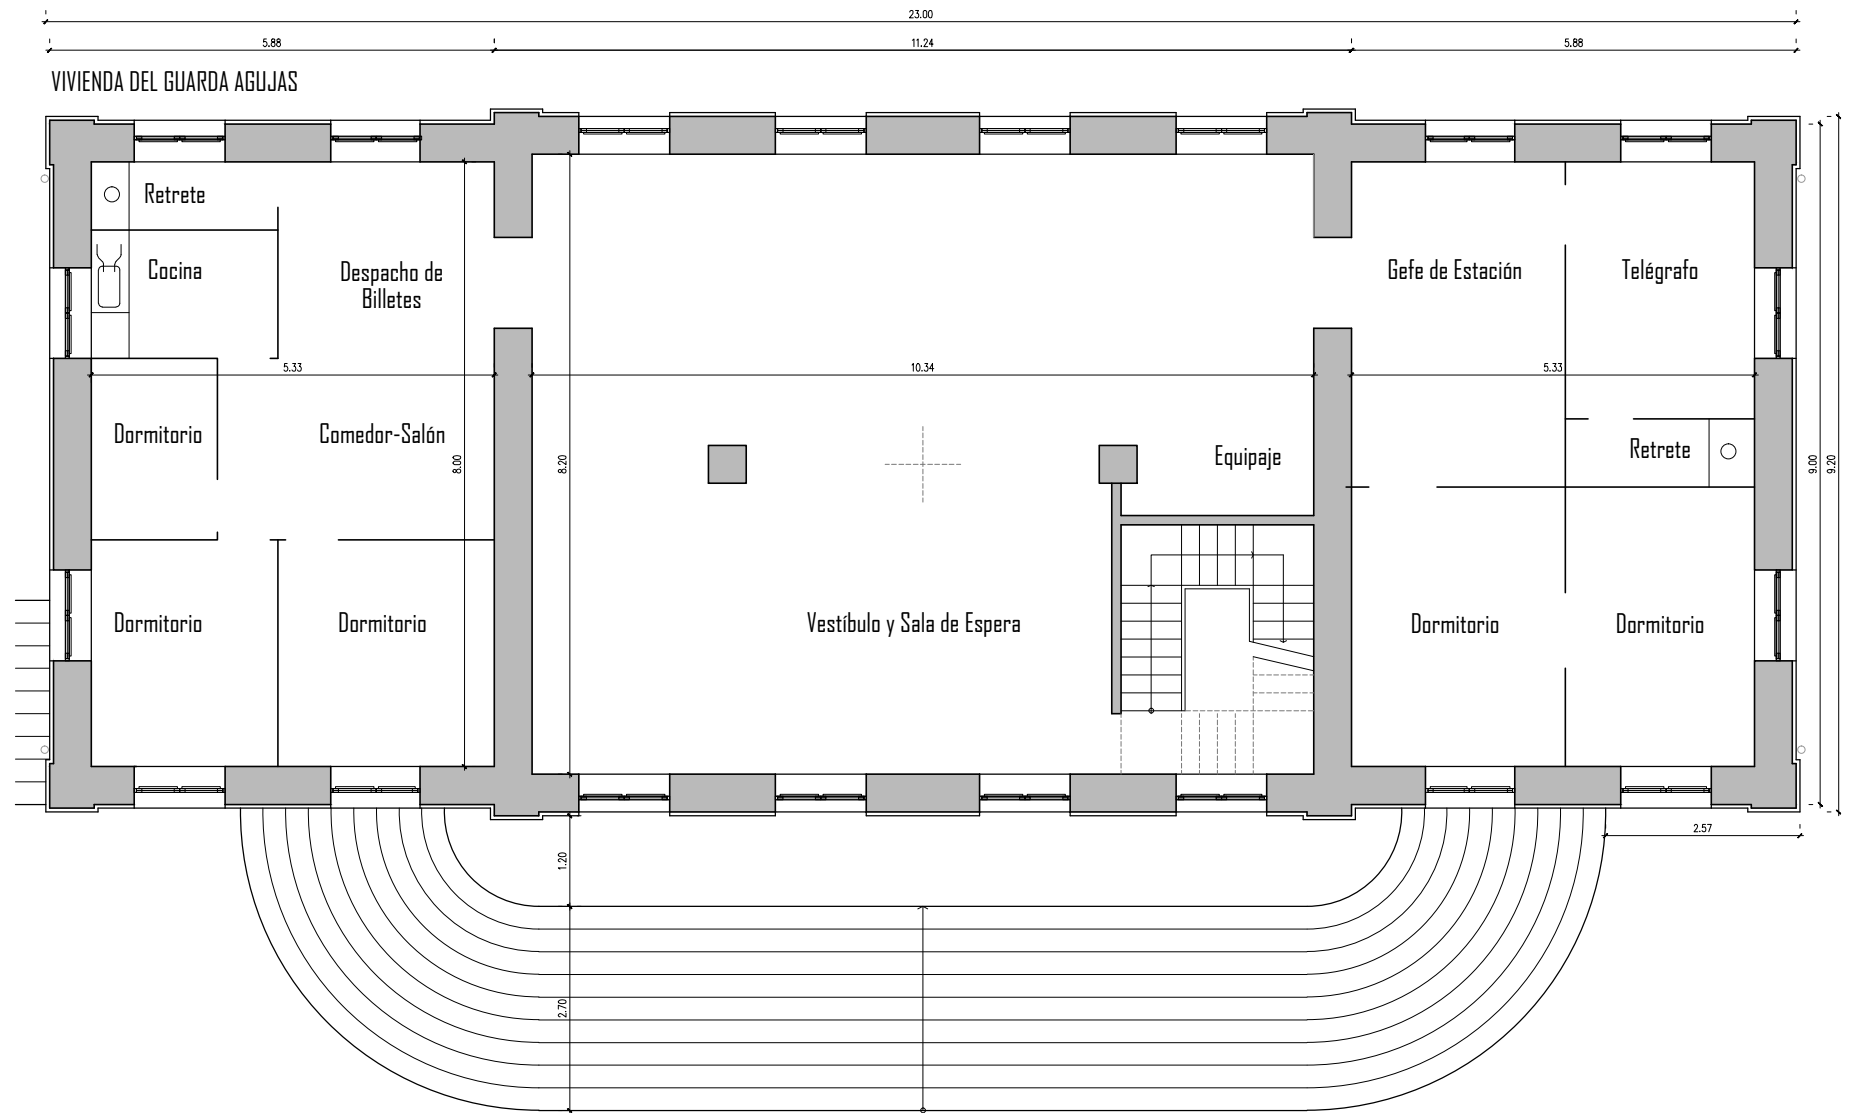 23.00
5.88
11.24
5.88
VIVIENDA DEL GUARDA AGUJAS
Retrete
Cocina
Despacho de
Billetes
Gefe de Estación
Telégrafo
5.33
10.34
5.33
Dormitorio
Comedor-Salón
8.00
8.20
Equipaje
Retrete
9.00
9.20
Dormitorio
Dormitorio
Vestíbulo y Sala de Espera
Dormitorio
Dormitorio
2.57
1.20
2.70